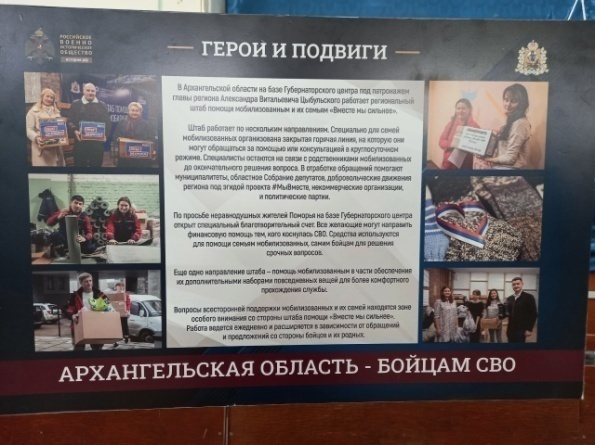 РОССИЙСКОЕ
ВОЕННО-
ИСТОРИЧЕСКОЕ
ОБЩЕСТВО
ГЕРОИ И ПОДВИГИ
В Архангельской области на базе Губернаторского центра под патронажем
главы региона Александра Витальевича Цыбульского работает региональный
штаб помощи мобилизованным и их семьям «Вместе мы сильнее».
Штаб работает по нескольким направлениям. Специально для семей
мобилизованных организована закрытая горячая линия, на которую они
могут обращаться за помощью или консультацией в круглосуточном
режиме. Специалисты остаются на связи с родственниками мобилизованных
до окончательного решения вопроса. В отработке обращений помогают
муниципалитеты, областное Собрание депутатов, добровольческие движения
региона под эгидой проекта #МыВместе, некоммерческие организации,
и политические партии.
По просьбе неравнодушных жителей Поморья на базе Губернаторского центра
открыт специальный благотворительный счет. Все желающие могут направить
финансовую помощь тем, кого коснулась СВО. Средства используются
для помощи семьям мобилизованных, самим бойцам для решения
срочных вопросов.
Еще одно направления штаба – помощь мобилизованным в части обеспечения
их дополнительными наборами повседневных вещей для более комфортного
прохождения службы.
Вопросы всесторонней поддержки мобилизованных и их семей находятся зоне
особого внимания со стороны штаба помощи «Вместе мы сильнее».
Работа ведется ежедневно и расширяется в зависимости от обращений
и предложений со стороны бойцов и их родных.
АРХАНГЕЛЬСКАЯ ОБЛАСТЬ - БОЙЦАМ СВО